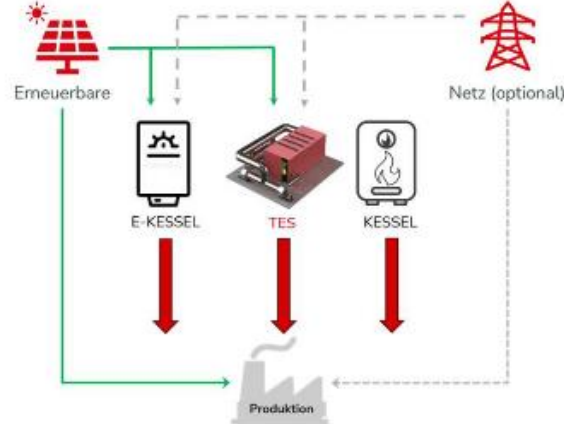 Erneuerbare
Netz (optional)
E-KESSEL
TES
KESSEL
Produktion